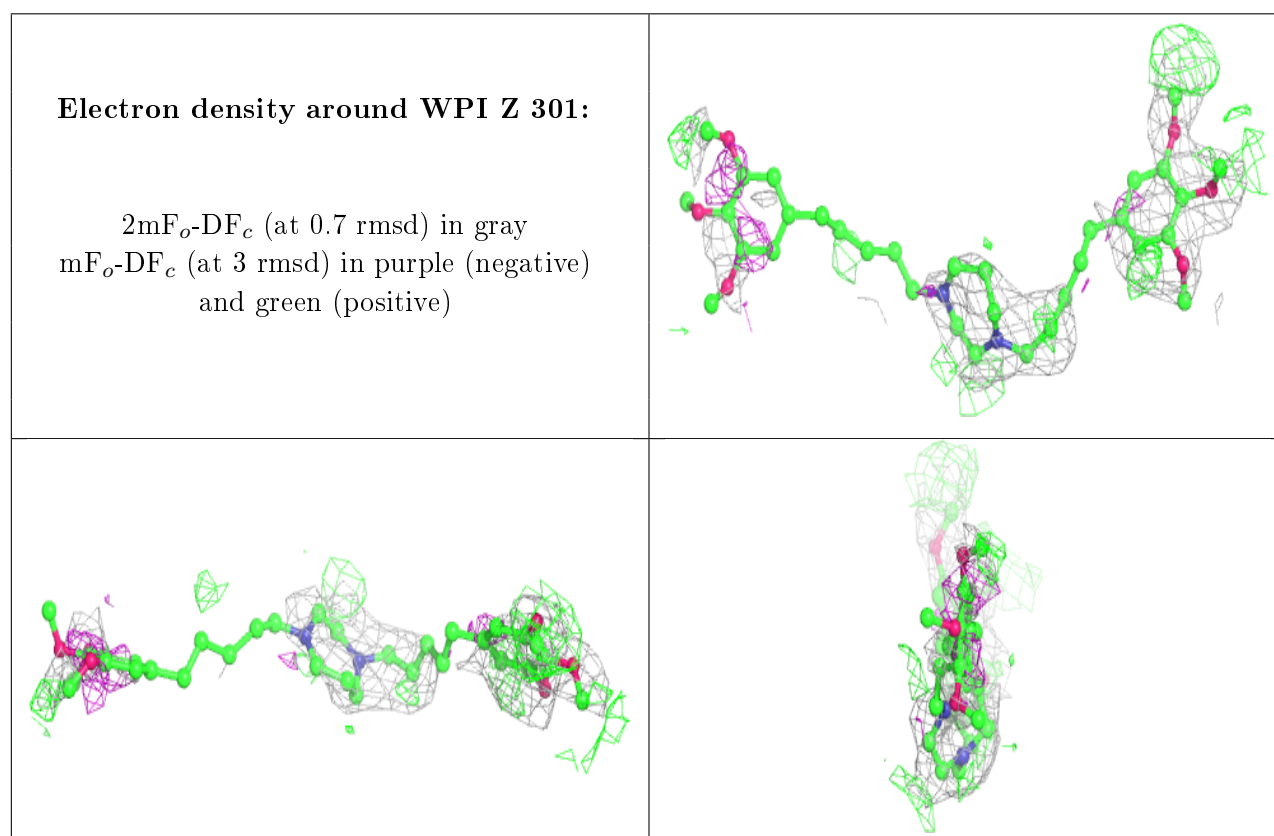 Electron density around WPI Z 301:
2mFo-DFc (at 0.7 rmsd) in gray
mFo-DFc (at 3 rmsd) in purple (negative)
and green (positive)